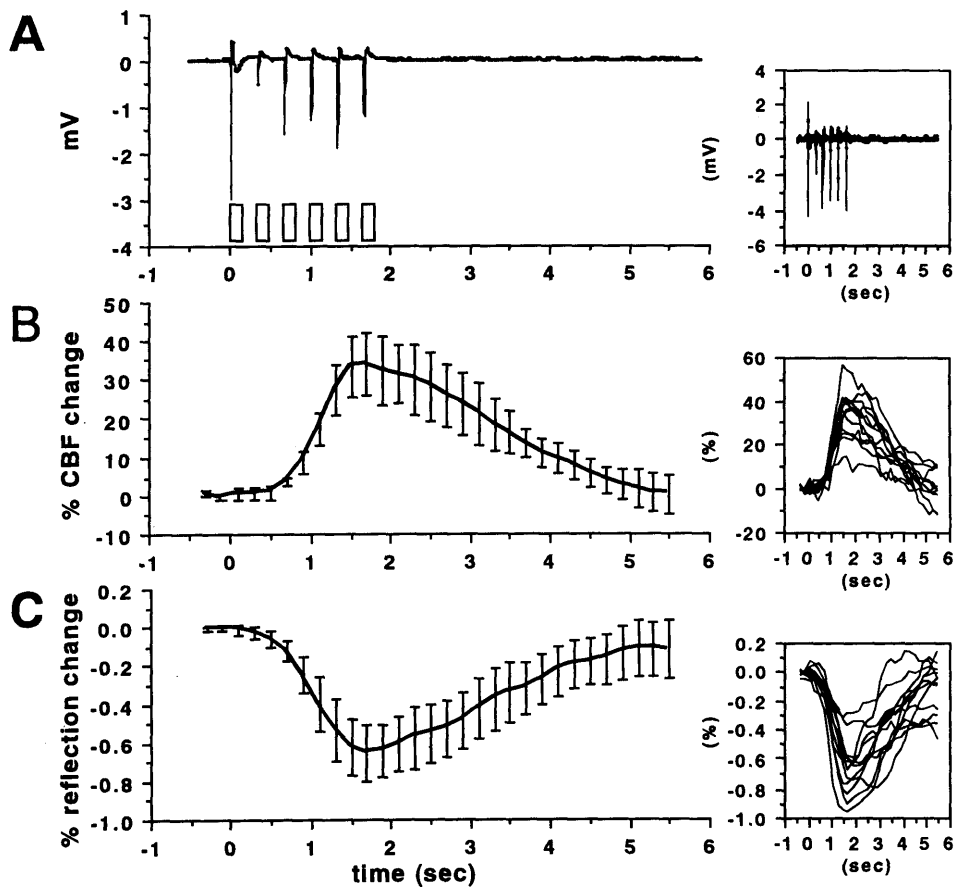 A
1
0
-1
-2
-3
-4
mV
-1 0 1 2 3 4 5 6
4
2
0
-2
-4
-6
(mV)
-1 0 1 2 3 4 5 6
(sec)
B
50
40
30
20
10
0
-10
% CBF change
-1 0 1 2 3 4 5 6
60
40
20
0
-20
(%)
-1 0 1 2 3 4 5 6
(sec)
C
0.2
0.0
-0.2
-0.4
-0.6
-0.8
-1.0
% reflection change
-1 0 1 2 3 4 5 6
time (sec)
0.2
0.0
-0.2
-0.4
-0.6
-0.8
-1.0
(%)
-1 0 1 2 3 4 5 6
(sec)